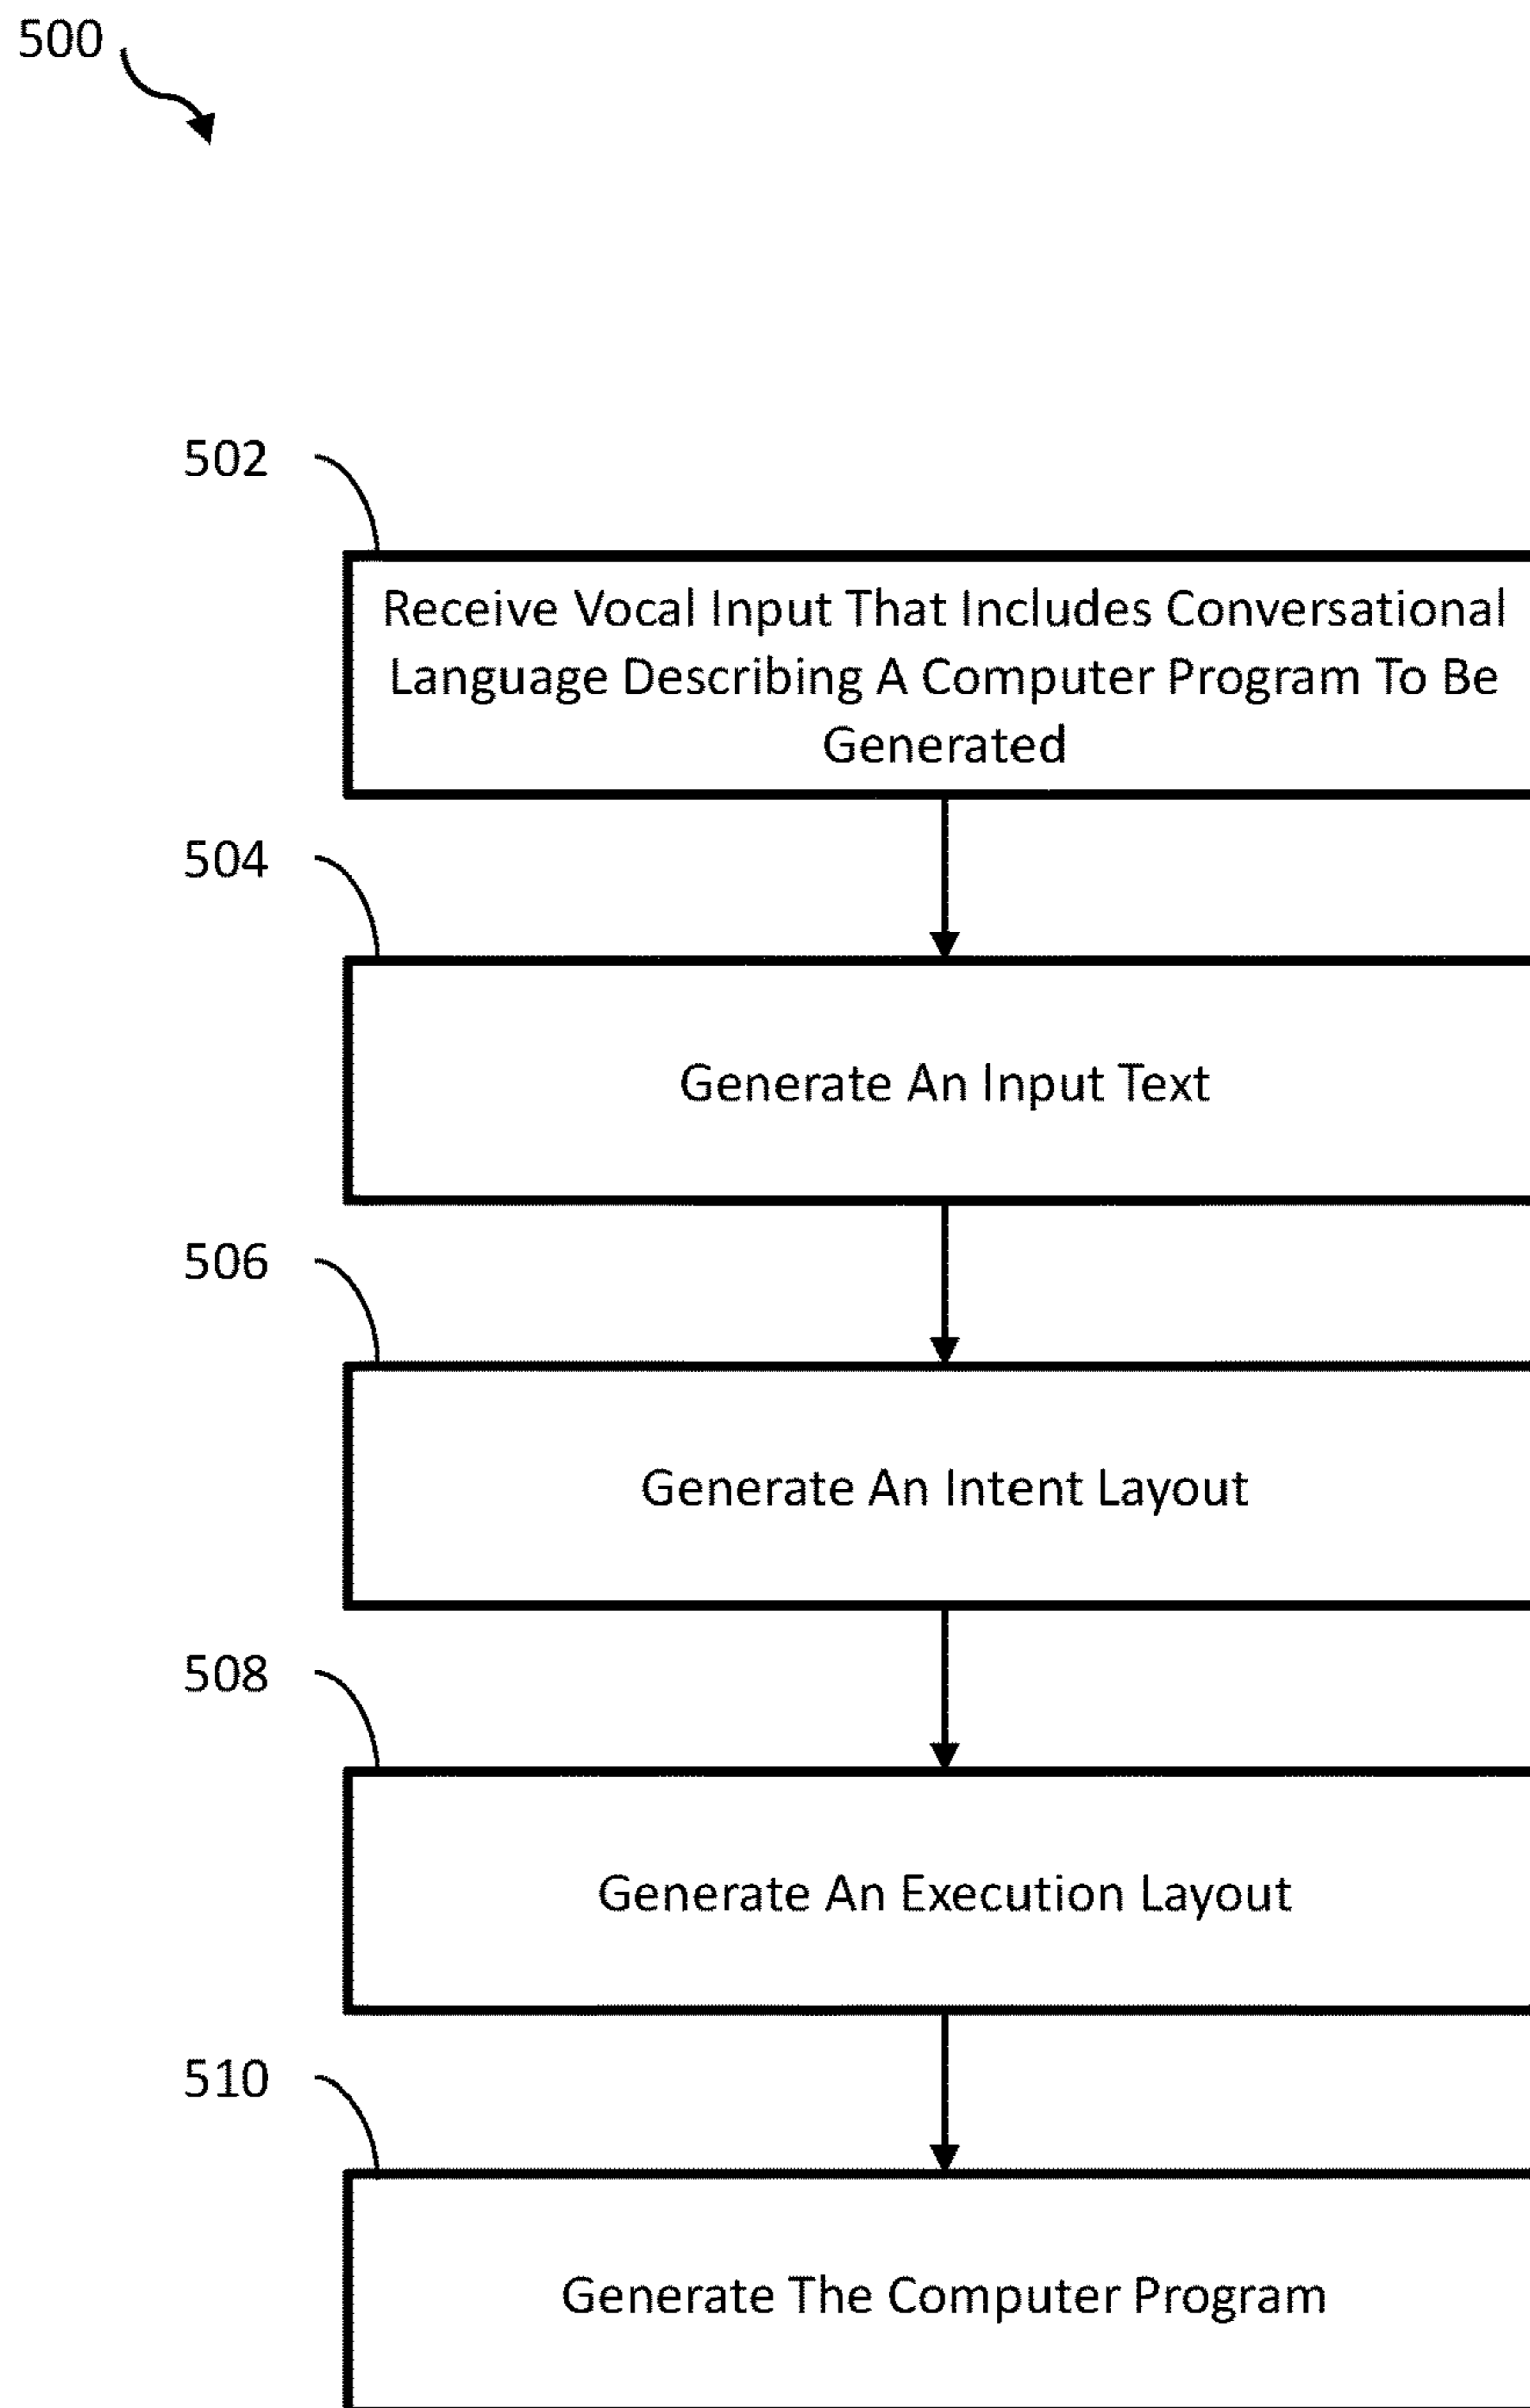 500
502
Receive Vocal Input That Includes Conversational
Language Describing A Computer Program To Be
Generated
504
Generate An Input Text
506
Generate An Intent Layout
508
Generate An Execution Layout
510
Generate The Computer Program